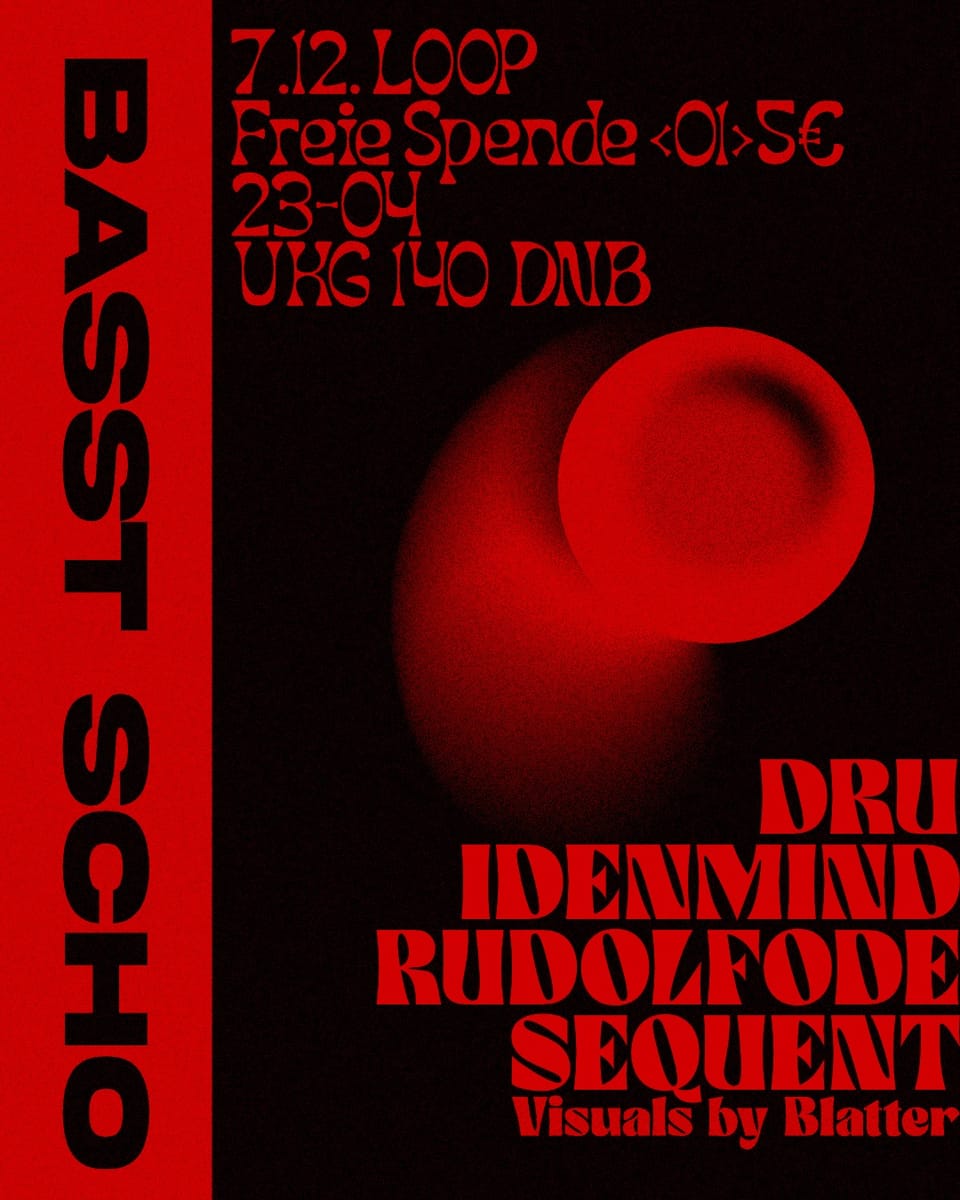 BASST SCHO
7.12. LOOP
Freie Spende <01>5€
23-04
UKG 140 DNB
DRU
IDENMIND
RUDOLFODE
SEQUENT
Visuals by Blatter